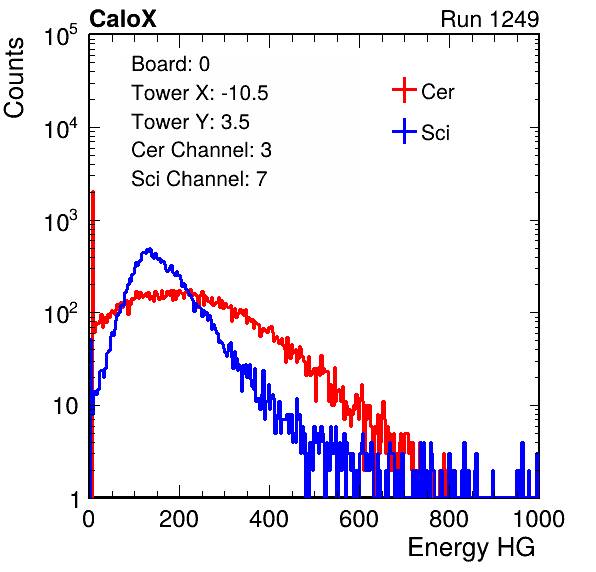 CaloX Run 1249
Counts
Board: 0
Tower X: -10.5
Tower Y: 3.5
Cer Channel: 3
Sci Channel: 7
Cer
Sci
10^5
10^4
10^3
10^2
10
1
0 200 400 600 800 1000
Energy HG